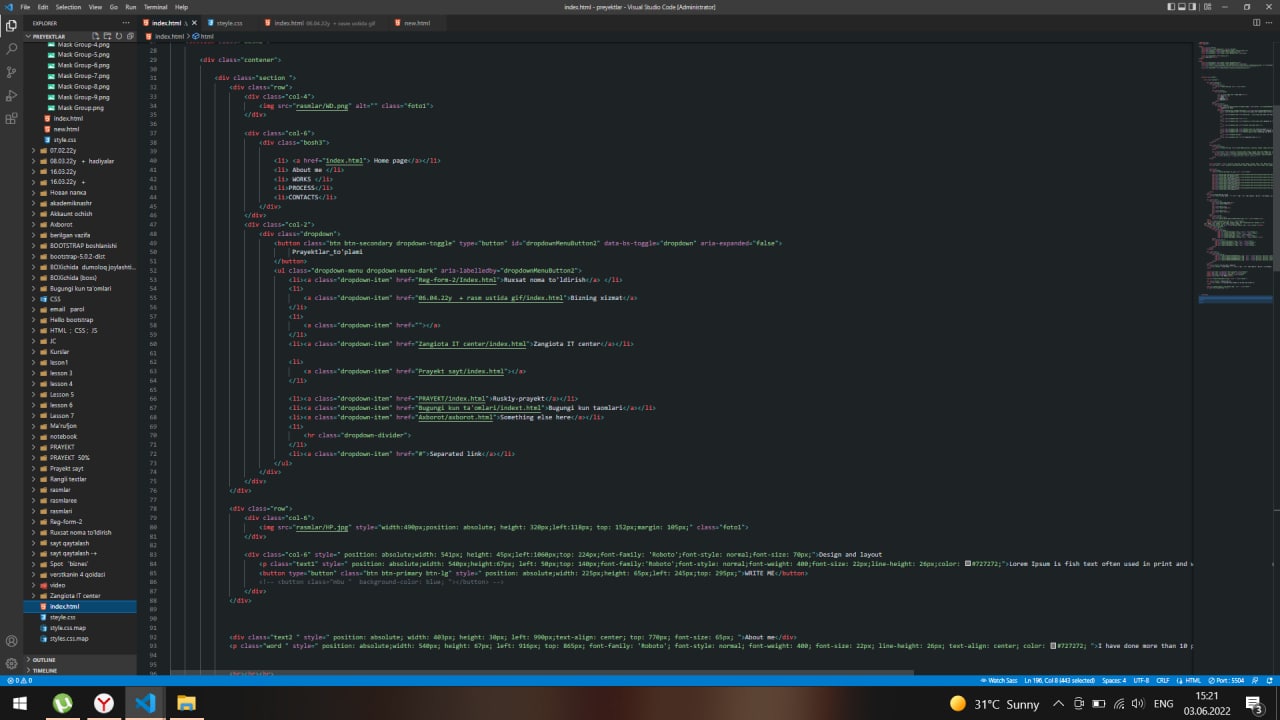 File Edit Selection View Go Run Terminal Help
index.html - preyektlar - Visual Studio Code [Administrator]
EXPLORER
index.html
steyle.css
index.html 06.04.22y + rasm ustida gif
new.html
PREYEKTLAR
index.html > html
Mask Group-4.png
Mask Group-5.png
Mask Group-6.png
Mask Group-7.png
Mask Group-8.png
Mask Group-9.png
Mask Group.png
index.html
new.html
style.css
07.02.22y
08.03.22y + hadiyalar
16.03.22y
16.03.22y +
Новая папка
akademiknashr
Akkaunt ochish
Axborot
berilgan vazifa
BOOTSTRAP boshlanishi
bootstrap-5.0.2-dist
BOXichida dumoloq.joylashti...
BOXichida (boss)
Bugungi kun ta'omlari
CSS
email parol
Hello bootstrap
HTML ; CSS ; JS
JC
Kurslar
leson1
lesson 3
lesson 4
Lesson 5
lesson 6
Lesson 7
Ma'rufjon
notebook
PRAYEKT
PRAYEKT 50%
Prayekt sayt
Rangli textlar
rasmlar
rasmlaree
rasmlari
Reg-form-2
Ruxsat noma to'ldirish
sayt qaytalash
sayt qaytalash -+
Spot `biznes`
verstkanin 4 qoidasi
video
Zangiota IT center
index.html
steyle.css
style.css.map
styles.css.map
OUTLINE
TIMELINE
28
29 <div class="contener">
30
31 <div class="section ">
32 <div class="row">
33 <div class="col-4">
34 <img src="rasmlar/WD.png" alt="" class="foto1">
35 </div>
36
37 <div class="col-6">
38 <div class="bosh3">
39
40 <li> <a href="index.html"> Home page</a></li>
41 <li> About me </li>
42 <li> WORKS </li>
43 <li>PROCESS</li>
44 <li>CONTACTS</li>
45 </div>
46 </div>
47 <div class="col-2">
48 <div class="dropdown">
49 <button class="btn btn-secondary dropdown-toggle" type="button" id="dropdownMenuButton2" data-bs-toggle="dropdown" aria-expanded="false">
50 Prayektlar_to'plami
51 </button>
52 <ul class="dropdown-menu dropdown-menu-dark" aria-labelledby="dropdownMenuButton2">
53 <li><a class="dropdown-item" href="Reg-form-2/index.html">Ruxsat noma to'ldirish</a> </li>
54 <li>
55 <a class="dropdown-item" href="06.04.22y + rasm ustida gif/index.html">Bizning xizmat</a>
56 </li>
57 <li>
58 <a class="dropdown-item" href=""></a>
59 </li>
60 <li><a class="dropdown-item" href="Zangiota IT center/index.html">Zangiota IT center</a></li>
61
62 <li>
63 <a class="dropdown-item" href="Prayekt sayt/index.html"></a>
64 </li>
65
66 <li><a class="dropdown-item" href="PRAYEKT/index.html">Ruskiy-prayekt</a></li>
67 <li><a class="dropdown-item" href="Bugungi kun ta'omlari/index1.html">Bugungi kun taomlari</a></li>
68 <li><a class="dropdown-item" href="Axborot/axborot.html">Something else here</a></li>
69 <li>
70 <hr class="dropdown-divider">
71 </li>
72 <li><a class="dropdown-item" href="#">Separated link</a></li>
73 </ul>
74 </div>
75 </div>
76 </div>
77
78 <div class="row">
79 <div class="col-6">
80 <img src="rasmlar/HP.jpg" style="width:490px;position: absolute; height: 320px;left:118px; top: 152px;margin: 105px;" class="foto1">
81 </div>
82
83 <div class="col-6" style=" position: absolute;width: 541px; height: 45px;left:1060px;top: 224px;font-family: 'Roboto';font-style: normal;font-size: 70px;">Design and layout
84 <p class="text1" style=" position: absolute;width: 540px;height:67px; left: 50px;top: 140px;font-family:'Roboto';font-style: normal;font-weight: 400;font-size: 22px;line-height: 26px;color: #727272;">Lorem Ipsum is fish text often used in print and w
85 <button type="button" class="btn btn-primary btn-lg" style=" position: absolute;width: 225px;height: 65px;left: 245px;top: 295px;">WRITE ME</button>
86 <!-- <button class="mbu " background-color: blue; "></button> -->
87 </div>
88 </div>
89
90
91
92 <div class="text2 " style=" position: absolute; width: 403px; height: 30px; left: 990px;text-align: center; top: 770px; font-size: 65px; ">About me</div>
93 <p class="word " style=" position: absolute;width: 540px; height: 67px; left: 916px; top: 865px; font-family: 'Roboto'; font-style: normal; font-weight: 400; font-size: 22px; line-height: 26px; text-align: center; color: #727272; ">I have done more than 10 p
94
95
96 <br><br><br>
0 0
Watch Sass Ln 196, Col 8 (443 selected) Spaces: 4 UTF-8 CRLF HTML Port : 5504
31°C Sunny
ENG
15:21
03.06.2022
3